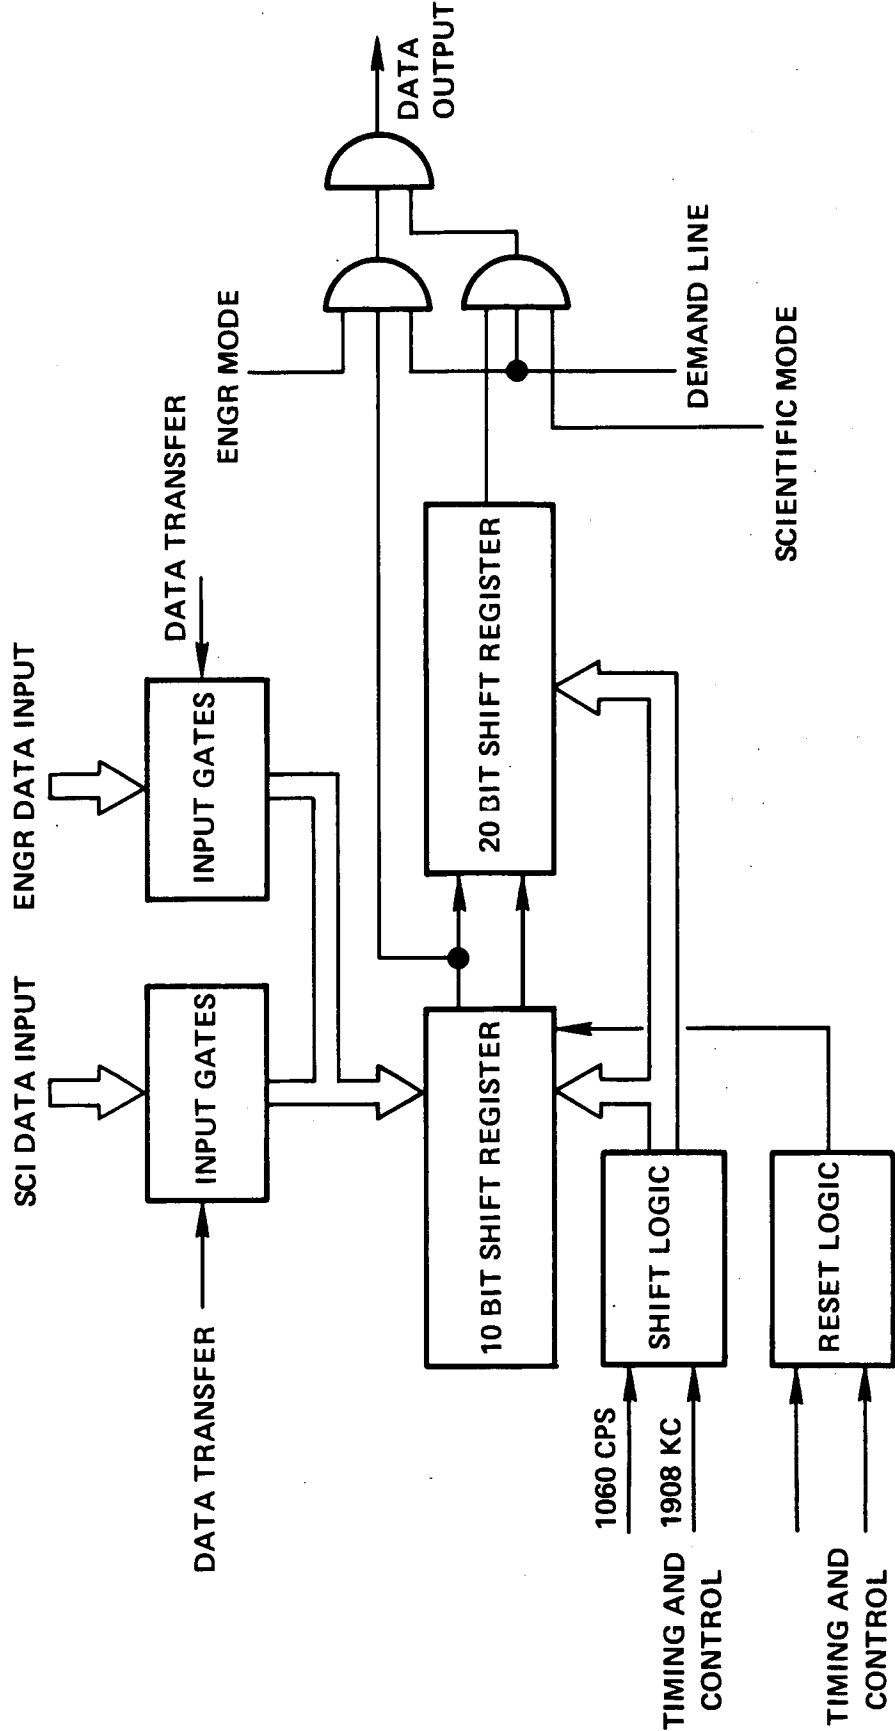 SCI DATA INPUT
ENGR DATA INPUT
DATA TRANSFER
INPUT GATES
INPUT GATES
DATA TRANSFER
ENGR MODE
DATA
OUTPUT
10 BIT SHIFT REGISTER
20 BIT SHIFT REGISTER
DEMAND LINE
SCIENTIFIC MODE
1060 CPS
1908 KC
TIMING AND
CONTROL
SHIFT LOGIC
TIMING AND
CONTROL
RESET LOGIC